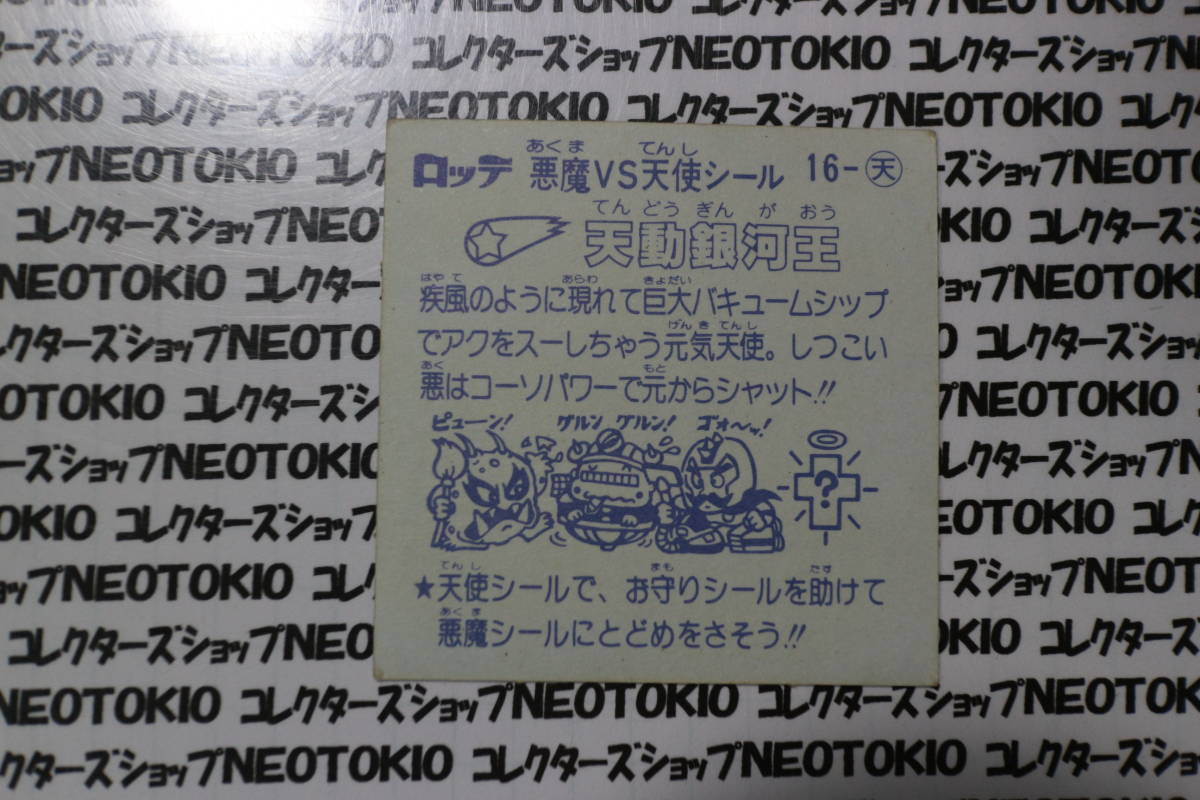 コレクターズショップNEOTOKIO コレクターズショップNEOTOKIO
ロッテ 悪魔VS天使シール 16-天
あくま てんし
てんどうぎんがおう
天動銀河王
はやて あらわ きょだい
疾風のように現れて巨大バキュームシップ
げんき てんし
でアクをスーしちゃう元気天使。しつこい
あく もと
悪はコーソパワーで元からシャット!!
ピューン! ゲルン ゲルン! ゴォ〜ッ!
?
てんし まも たす
★天使シールで、お守りシールを助けて
あくま
悪魔シールにとどめをさそう!!